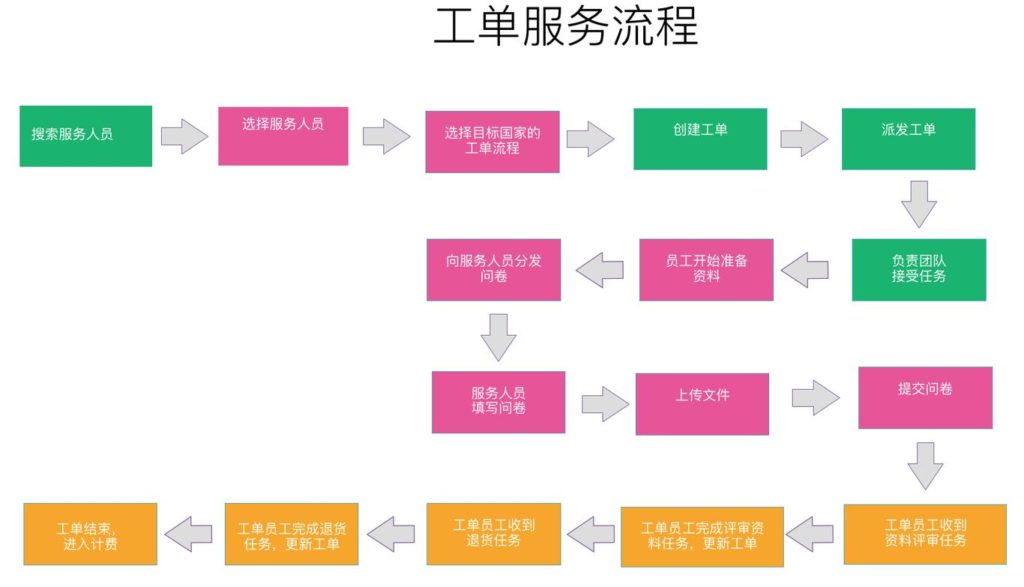 工单服务流程
搜索服务人员
选择服务人员
选择目标国家的
工单流程
创建工单
派发工单
负责团队
接受任务
员工开始准备
资料
向服务人员分发
问卷
服务人员
填写问卷
上传文件
提交问卷
工单员工收到
资料评审任务
工单员工完成评审资
料任务，更新工单
工单员工收到
退货任务
工单员工完成退货
任务，更新工单
工单结束，
进入计费